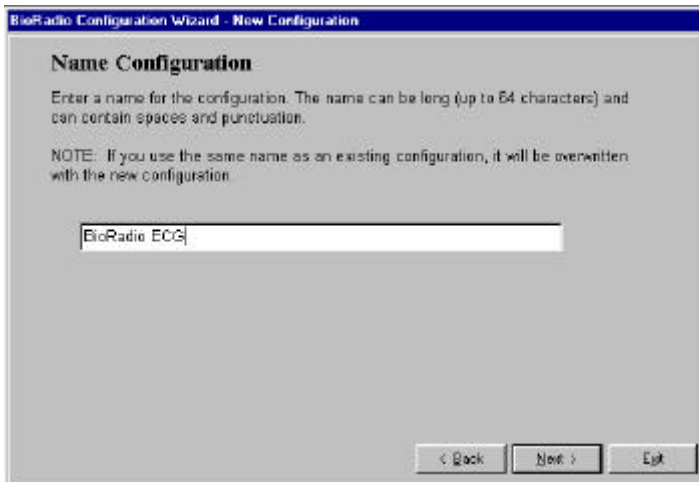 BioRadio Configuration Wizard - New Configuration
Name Configuration
Enter a name for the configuration. The name can be long (up to 64 characters) and
can contain spaces and punctuation.
NOTE: If you use the same name as an existing configuration, it will be overwritten
with the new configuration.
BioRadio ECG
< Back
Next >
Exit